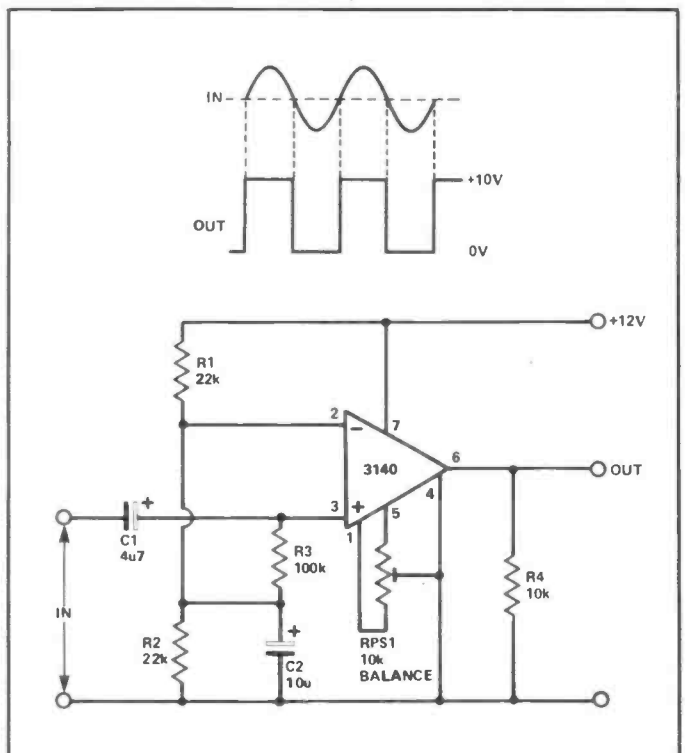 IN
+10V
OUT
0V
+12V
R1
22k
2
−
7
3140
6
OUT
4
3
+
5
1
C1
4u7
+
R3
100k
R4
10k
IN
R2
22k
+
C2
10u
RPS1
10k
BALANCE